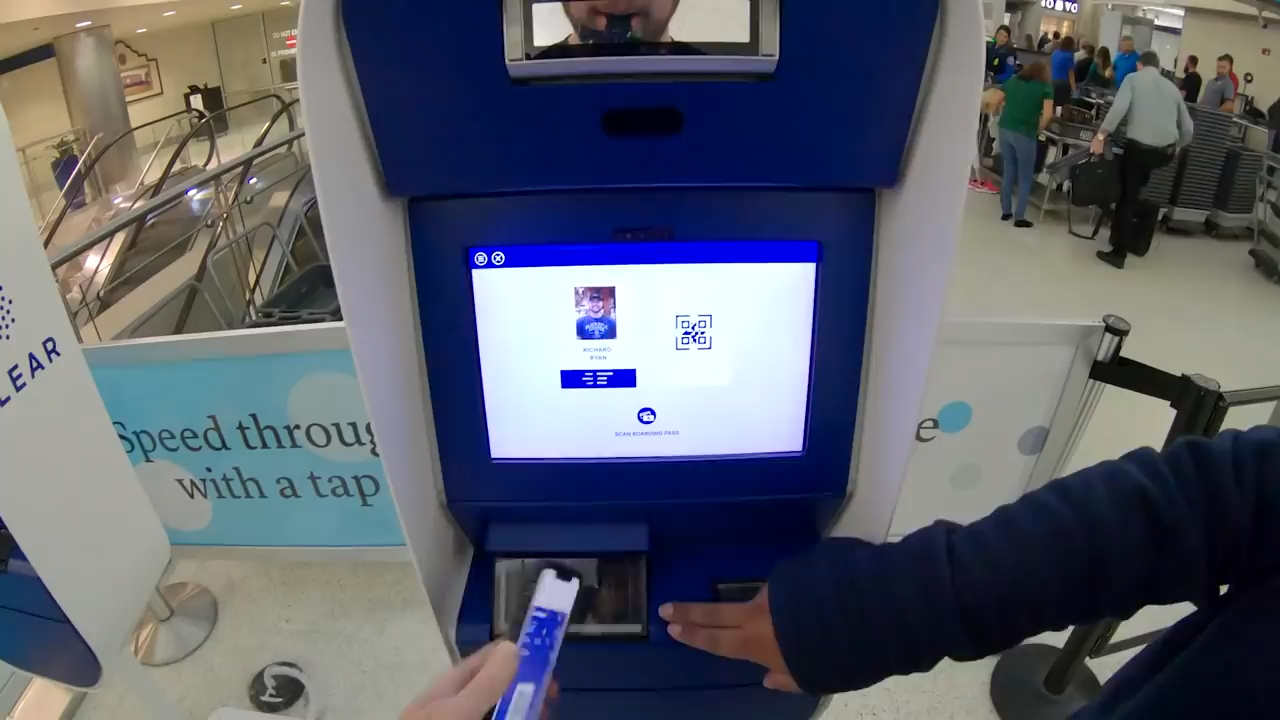 LEAR
Speed throug
with a tap
RICHARD
RYAN
SCAN BOARDING PASS
e